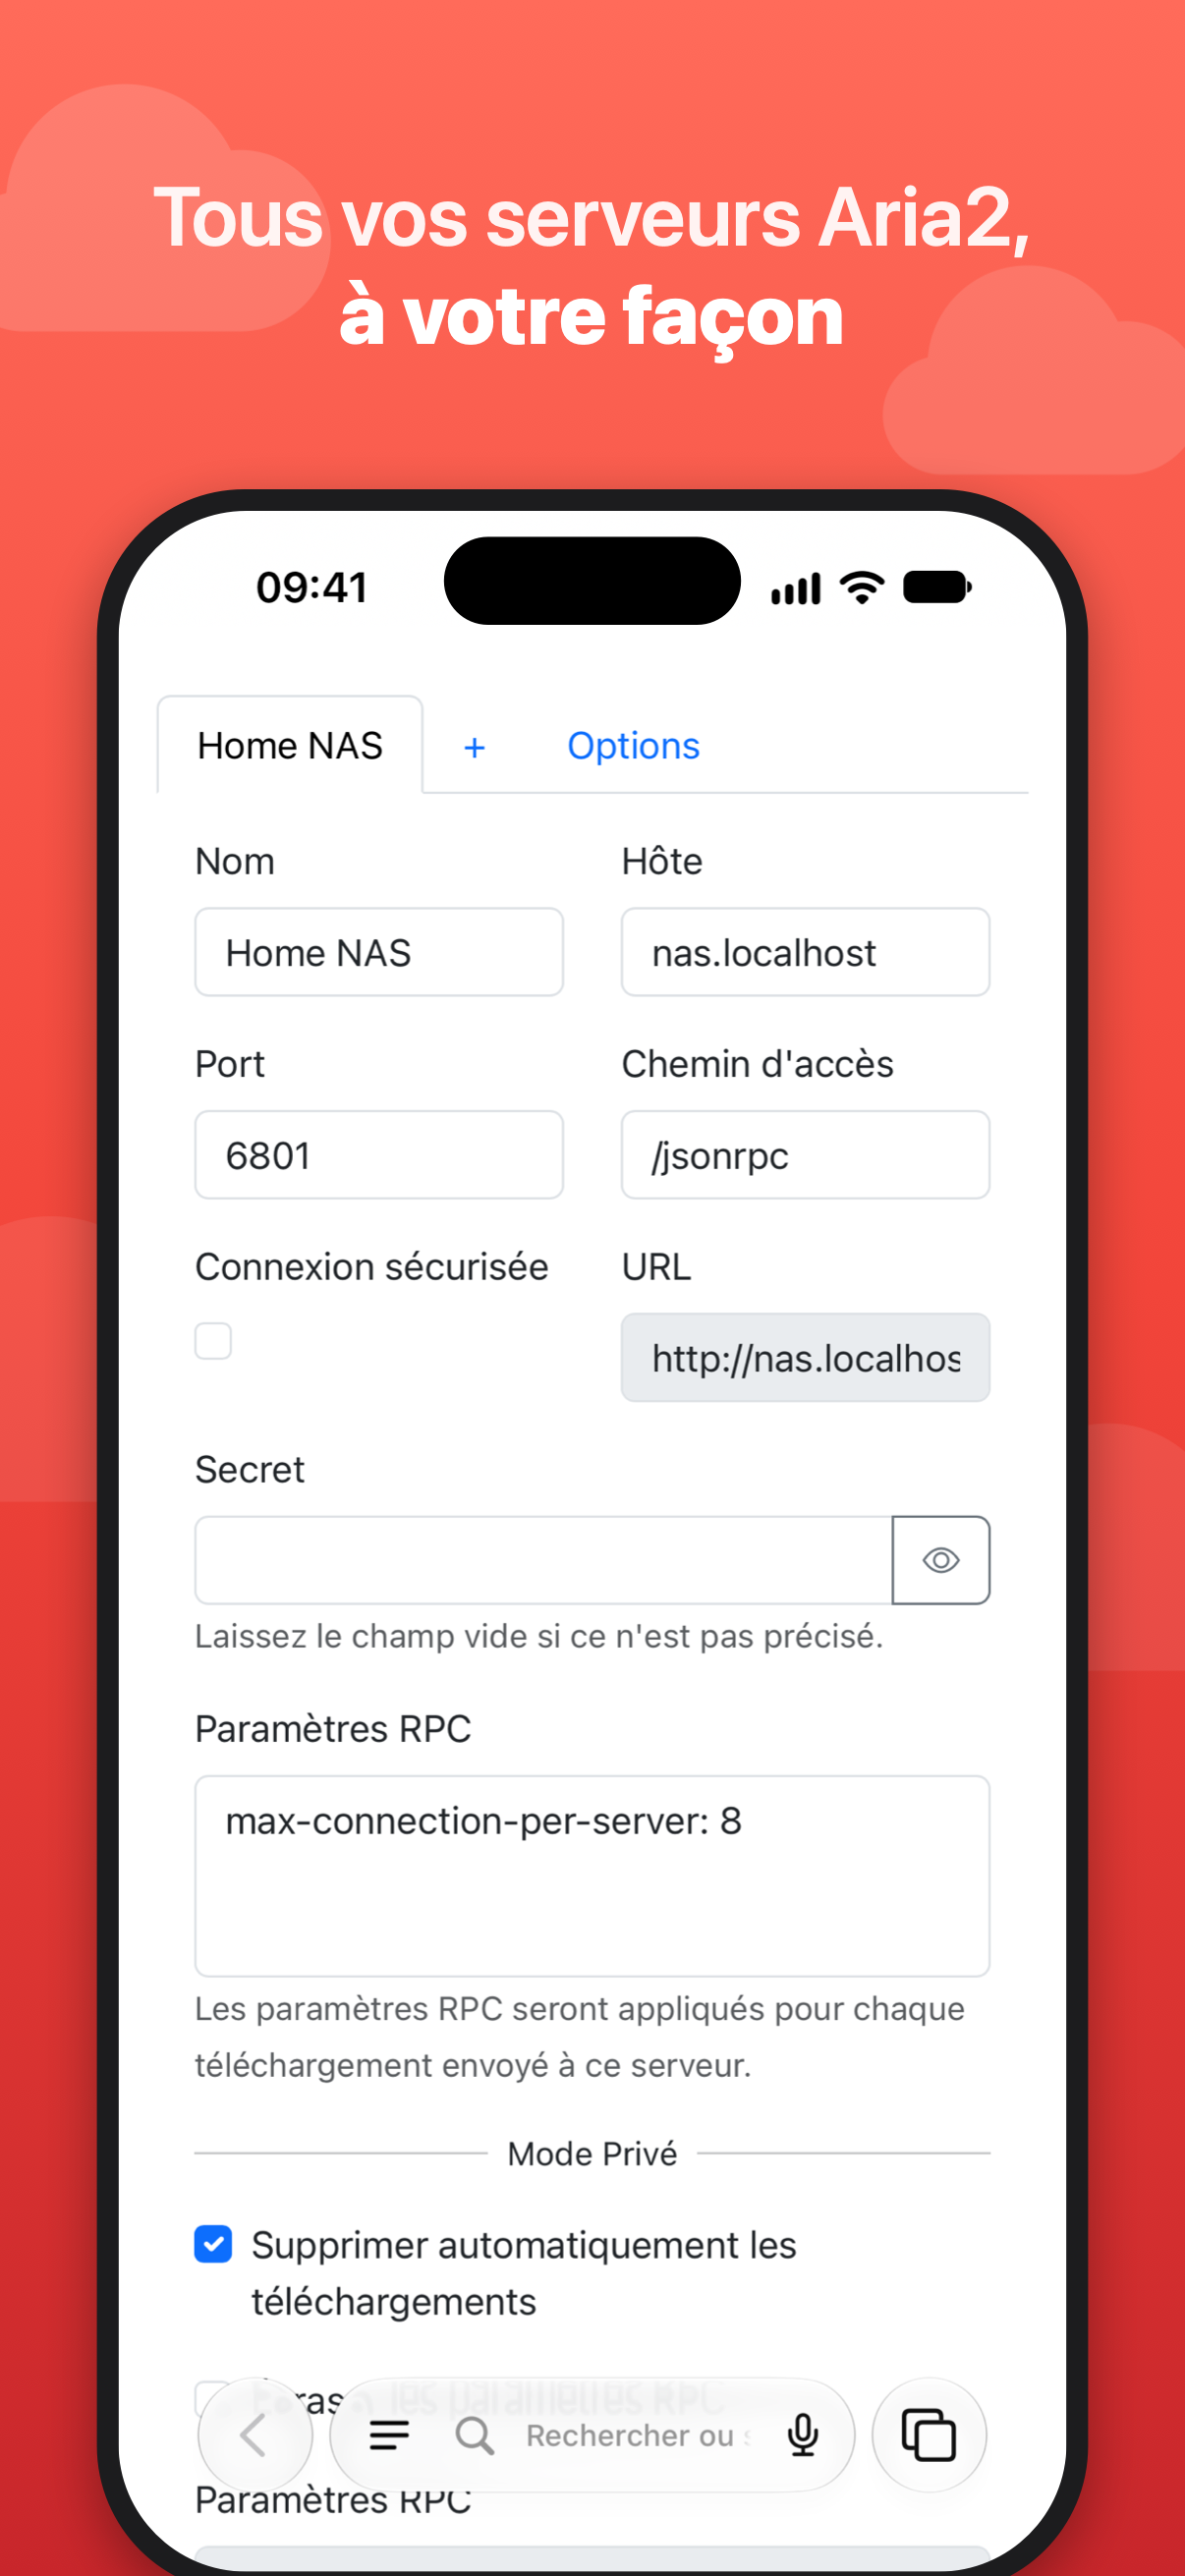 Tous vos serveurs Aria2,
à votre façon
09:41
Home NAS + Options
Nom Hôte
Home NAS nas.localhost
Port Chemin d'accès
6801 /jsonrpc
Connexion sécurisée URL
http://nas.localhos
Secret
Laissez le champ vide si ce n'est pas précisé.
Paramètres RPC
max-connection-per-server: 8
Les paramètres RPC seront appliqués pour chaque
téléchargement envoyé à ce serveur.
Mode Privé
Supprimer automatiquement les
téléchargements
les paramètres RPC
Rechercher ou
Paramètres RPC